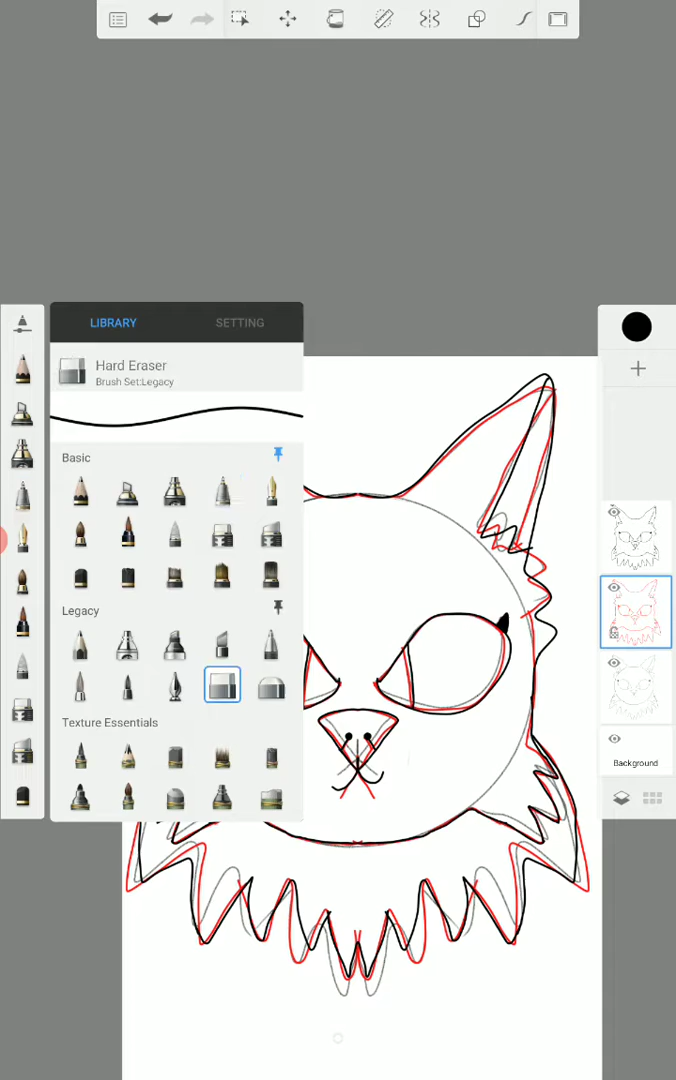 LIBRARY SETTING
Hard Eraser
Brush Set:Legacy
Basic
Legacy
Texture Essentials
Background